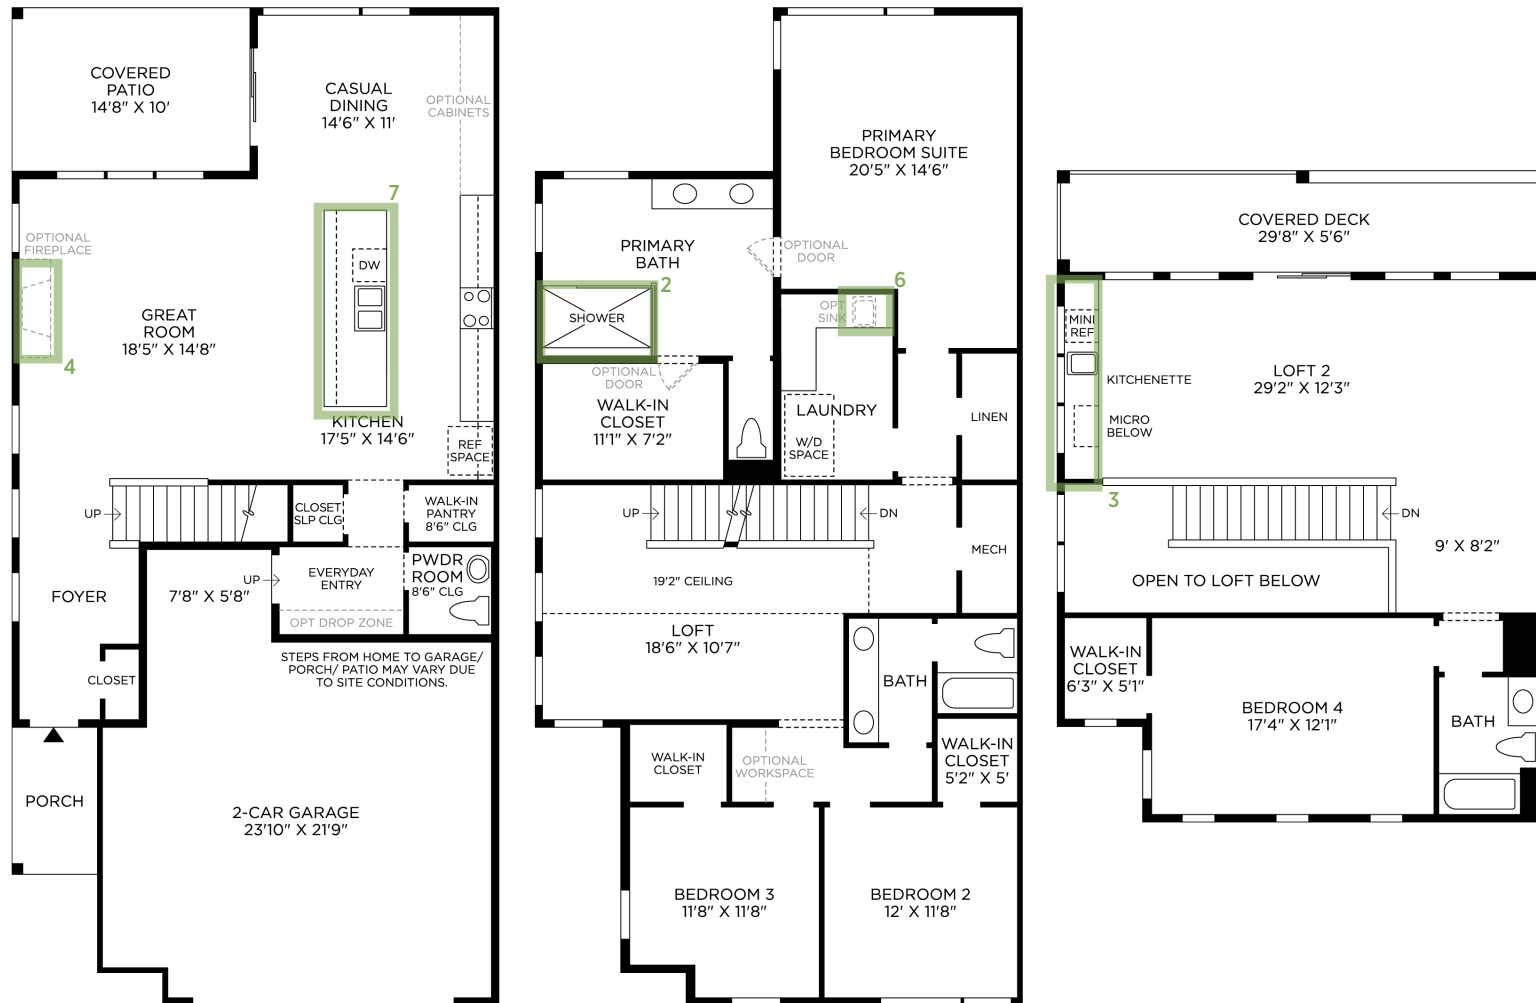 COVERED
PATIO
14'8" X 10'
CASUAL
DINING
14'6" X 11'
OPTIONAL
CABINETS
7
OPTIONAL
FIREPLACE
4
DW
GREAT
ROOM
18'5" X 14'8"
KITCHEN
17'5" X 14'6"
REF
SPACE
UP
CLOSET
SLP CLG
WALK-IN
PANTRY
8'6" CLG
FOYER
7'8" X 5'8"
UP
EVERYDAY
ENTRY
OPT DROP ZONE
PWDR
ROOM
8'6" CLG
STEPS FROM HOME TO GARAGE/
PORCH/ PATIO MAY VARY DUE
TO SITE CONDITIONS.
CLOSET
PORCH
2-CAR GARAGE
23'10" X 21'9"
PRIMARY
BEDROOM SUITE
20'5" X 14'6"
PRIMARY
BATH
OPTIONAL
DOOR
2
SHOWER
6
OPT
SINK
OPTIONAL
DOOR
WALK-IN
CLOSET
11'1" X 7'2"
LAUNDRY
W/D
SPACE
LINEN
UP
DN
MECH
19'2" CEILING
LOFT
18'6" X 10'7"
BATH
WALK-IN
CLOSET
OPTIONAL
WORKSPACE
WALK-IN
CLOSET
5'2" X 5'
BEDROOM 3
11'8" X 11'8"
BEDROOM 2
12' X 11'8"
COVERED DECK
29'8" X 5'6"
MINI
REF
KITCHENETTE
MICRO
BELOW
3
LOFT 2
29'2" X 12'3"
DN
9' X 8'2"
OPEN TO LOFT BELOW
WALK-IN
CLOSET
6'3" X 5'1"
BEDROOM 4
17'4" X 12'1"
BATH